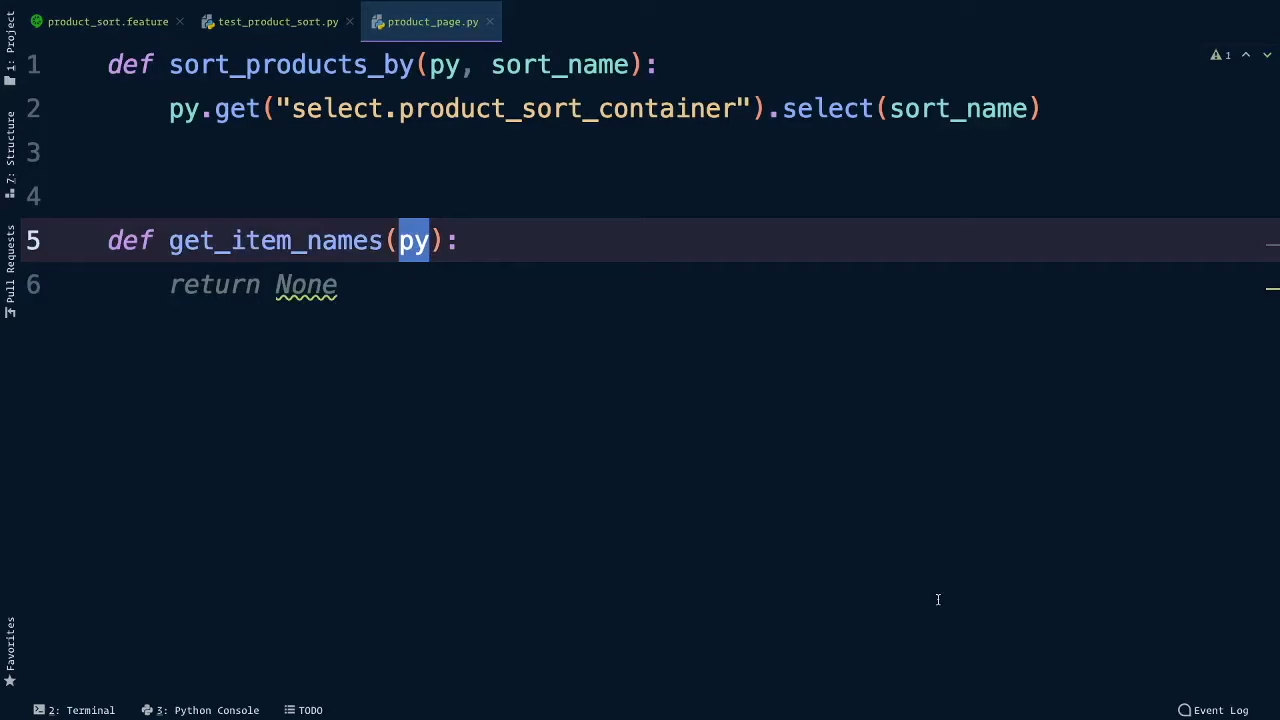 product_sort.feature test_product_sort.py product_page.py
1 def sort_products_by(py, sort_name):
2 py.get("select.product_sort_container").select(sort_name)
3
4
5 def get_item_names(py):
6 return None
1
1: Project
7: Structure
Pull Requests
Favorites
2: Terminal 3: Python Console TODO Event Log